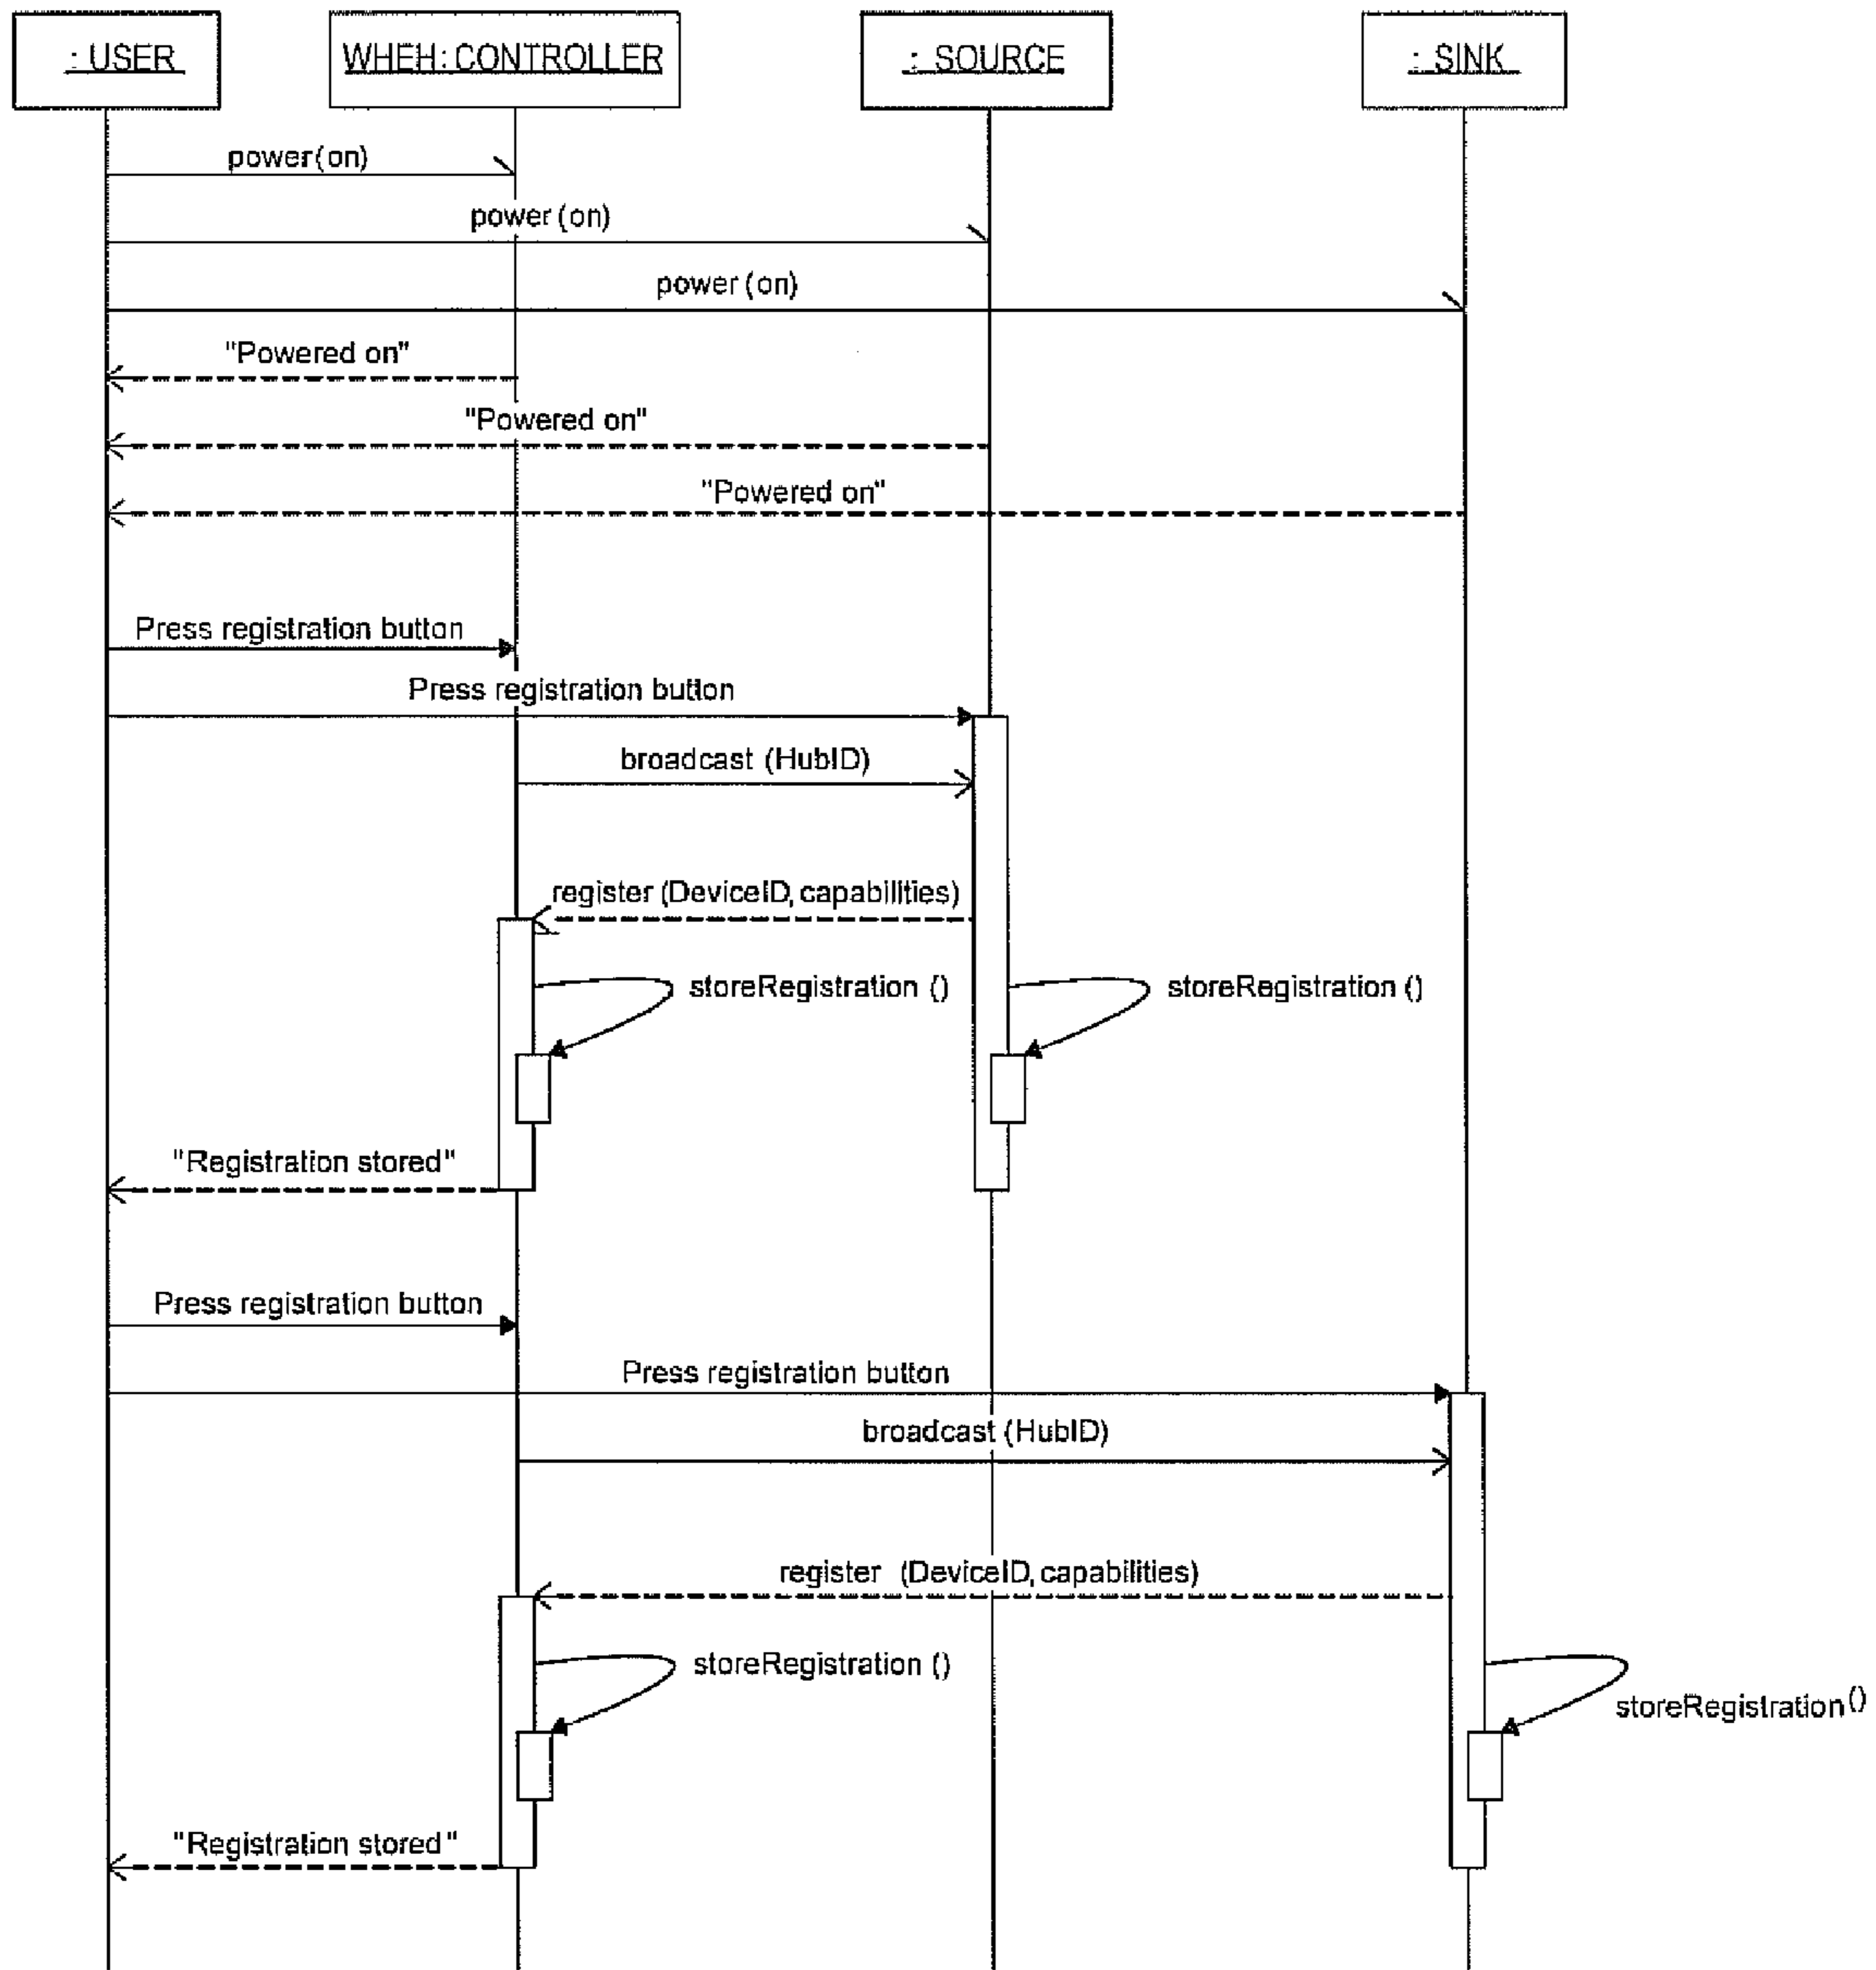 : USER
WHEH: CONTROLLER
: SOURCE
: SINK
power (on)
power (on)
power (on)
"Powered on"
"Powered on"
"Powered on"
Press registration button
Press registration button
broadcast (HubID)
register (DeviceID, capabilities)
storeRegistration ()
storeRegistration ()
"Registration stored"
Press registration button
Press registration button
broadcast (HubID)
register (DeviceID, capabilities)
storeRegistration ()
storeRegistration ()
"Registration stored"